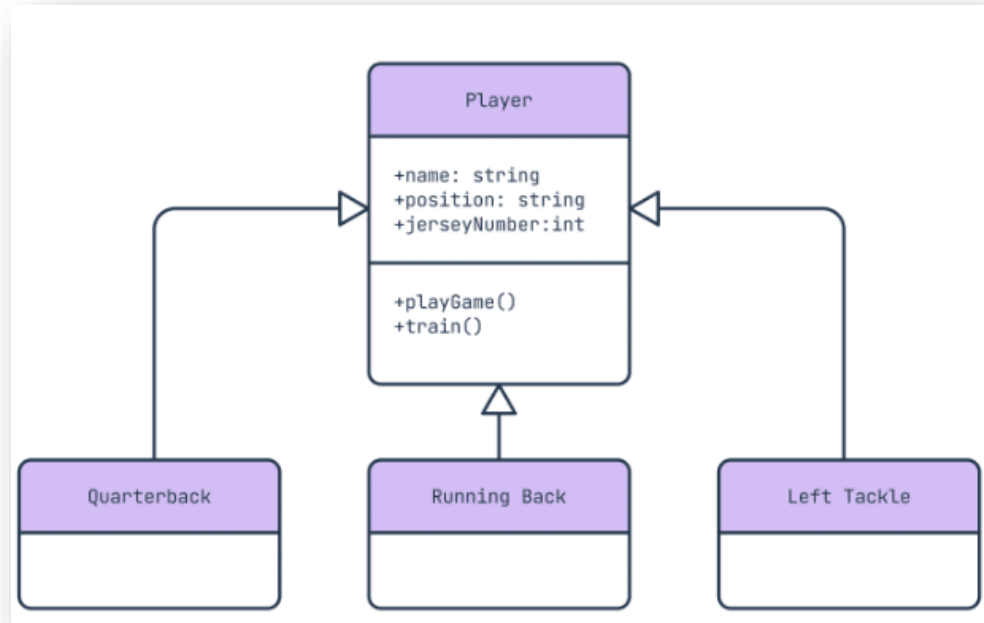 Player
+name: string
+position: string
+jerseyNumber:int
+playGame()
+train()
Quarterback
Running Back
Left Tackle